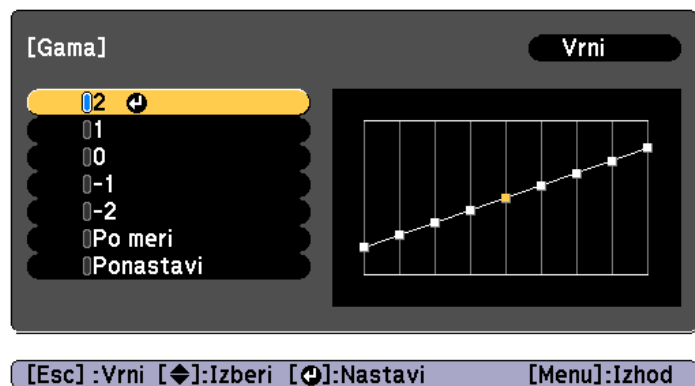 [Gama]
Vrni
2
1
0
-1
-2
Po meri
Ponastavi
[Esc] :Vrni [◆]:Izberi [↵]:Nastavi [Menu]:Izhod